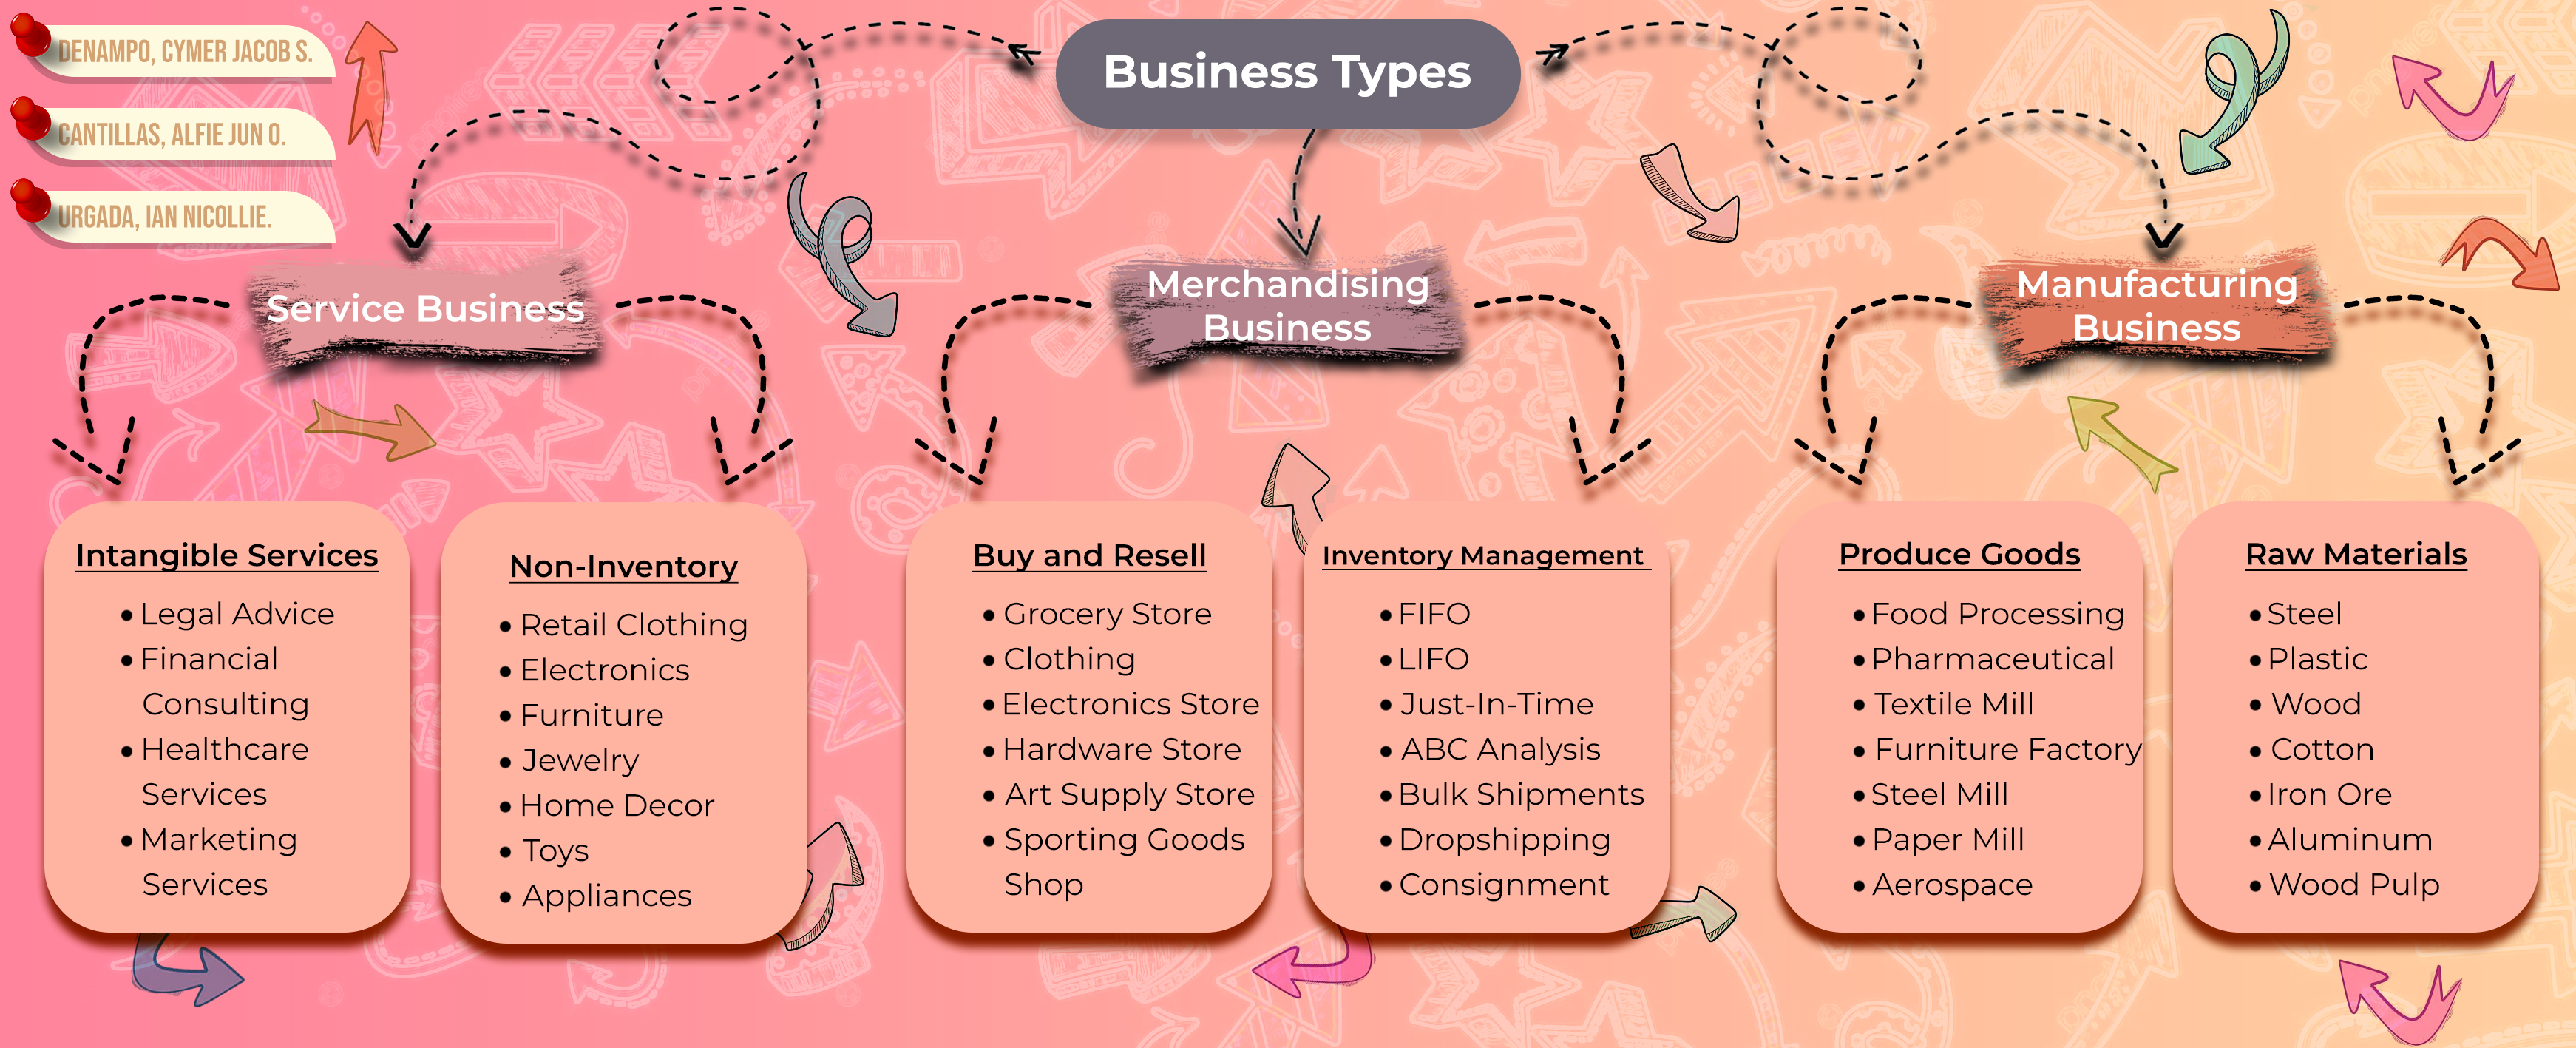 DENAMPO, CYMER JACOB S.
CANTILLAS, ALFIE JUN O.
URGADA, IAN NICOLLIE.
Business Types
Service Business
Merchandising
Business
Manufacturing
Business
Intangible Services
• Legal Advice
• Financial
Consulting
• Healthcare
Services
• Marketing
Services
Non-Inventory
• Retail Clothing
• Electronics
• Furniture
• Jewelry
• Home Decor
• Toys
• Appliances
Buy and Resell
• Grocery Store
• Clothing
• Electronics Store
• Hardware Store
• Art Supply Store
• Sporting Goods
Shop
Inventory Management
• FIFO
• LIFO
• Just-In-Time
• ABC Analysis
• Bulk Shipments
• Dropshipping
• Consignment
Produce Goods
• Food Processing
• Pharmaceutical
• Textile Mill
• Furniture Factory
• Steel Mill
• Paper Mill
• Aerospace
Raw Materials
• Steel
• Plastic
• Wood
• Cotton
• Iron Ore
• Aluminum
• Wood Pulp